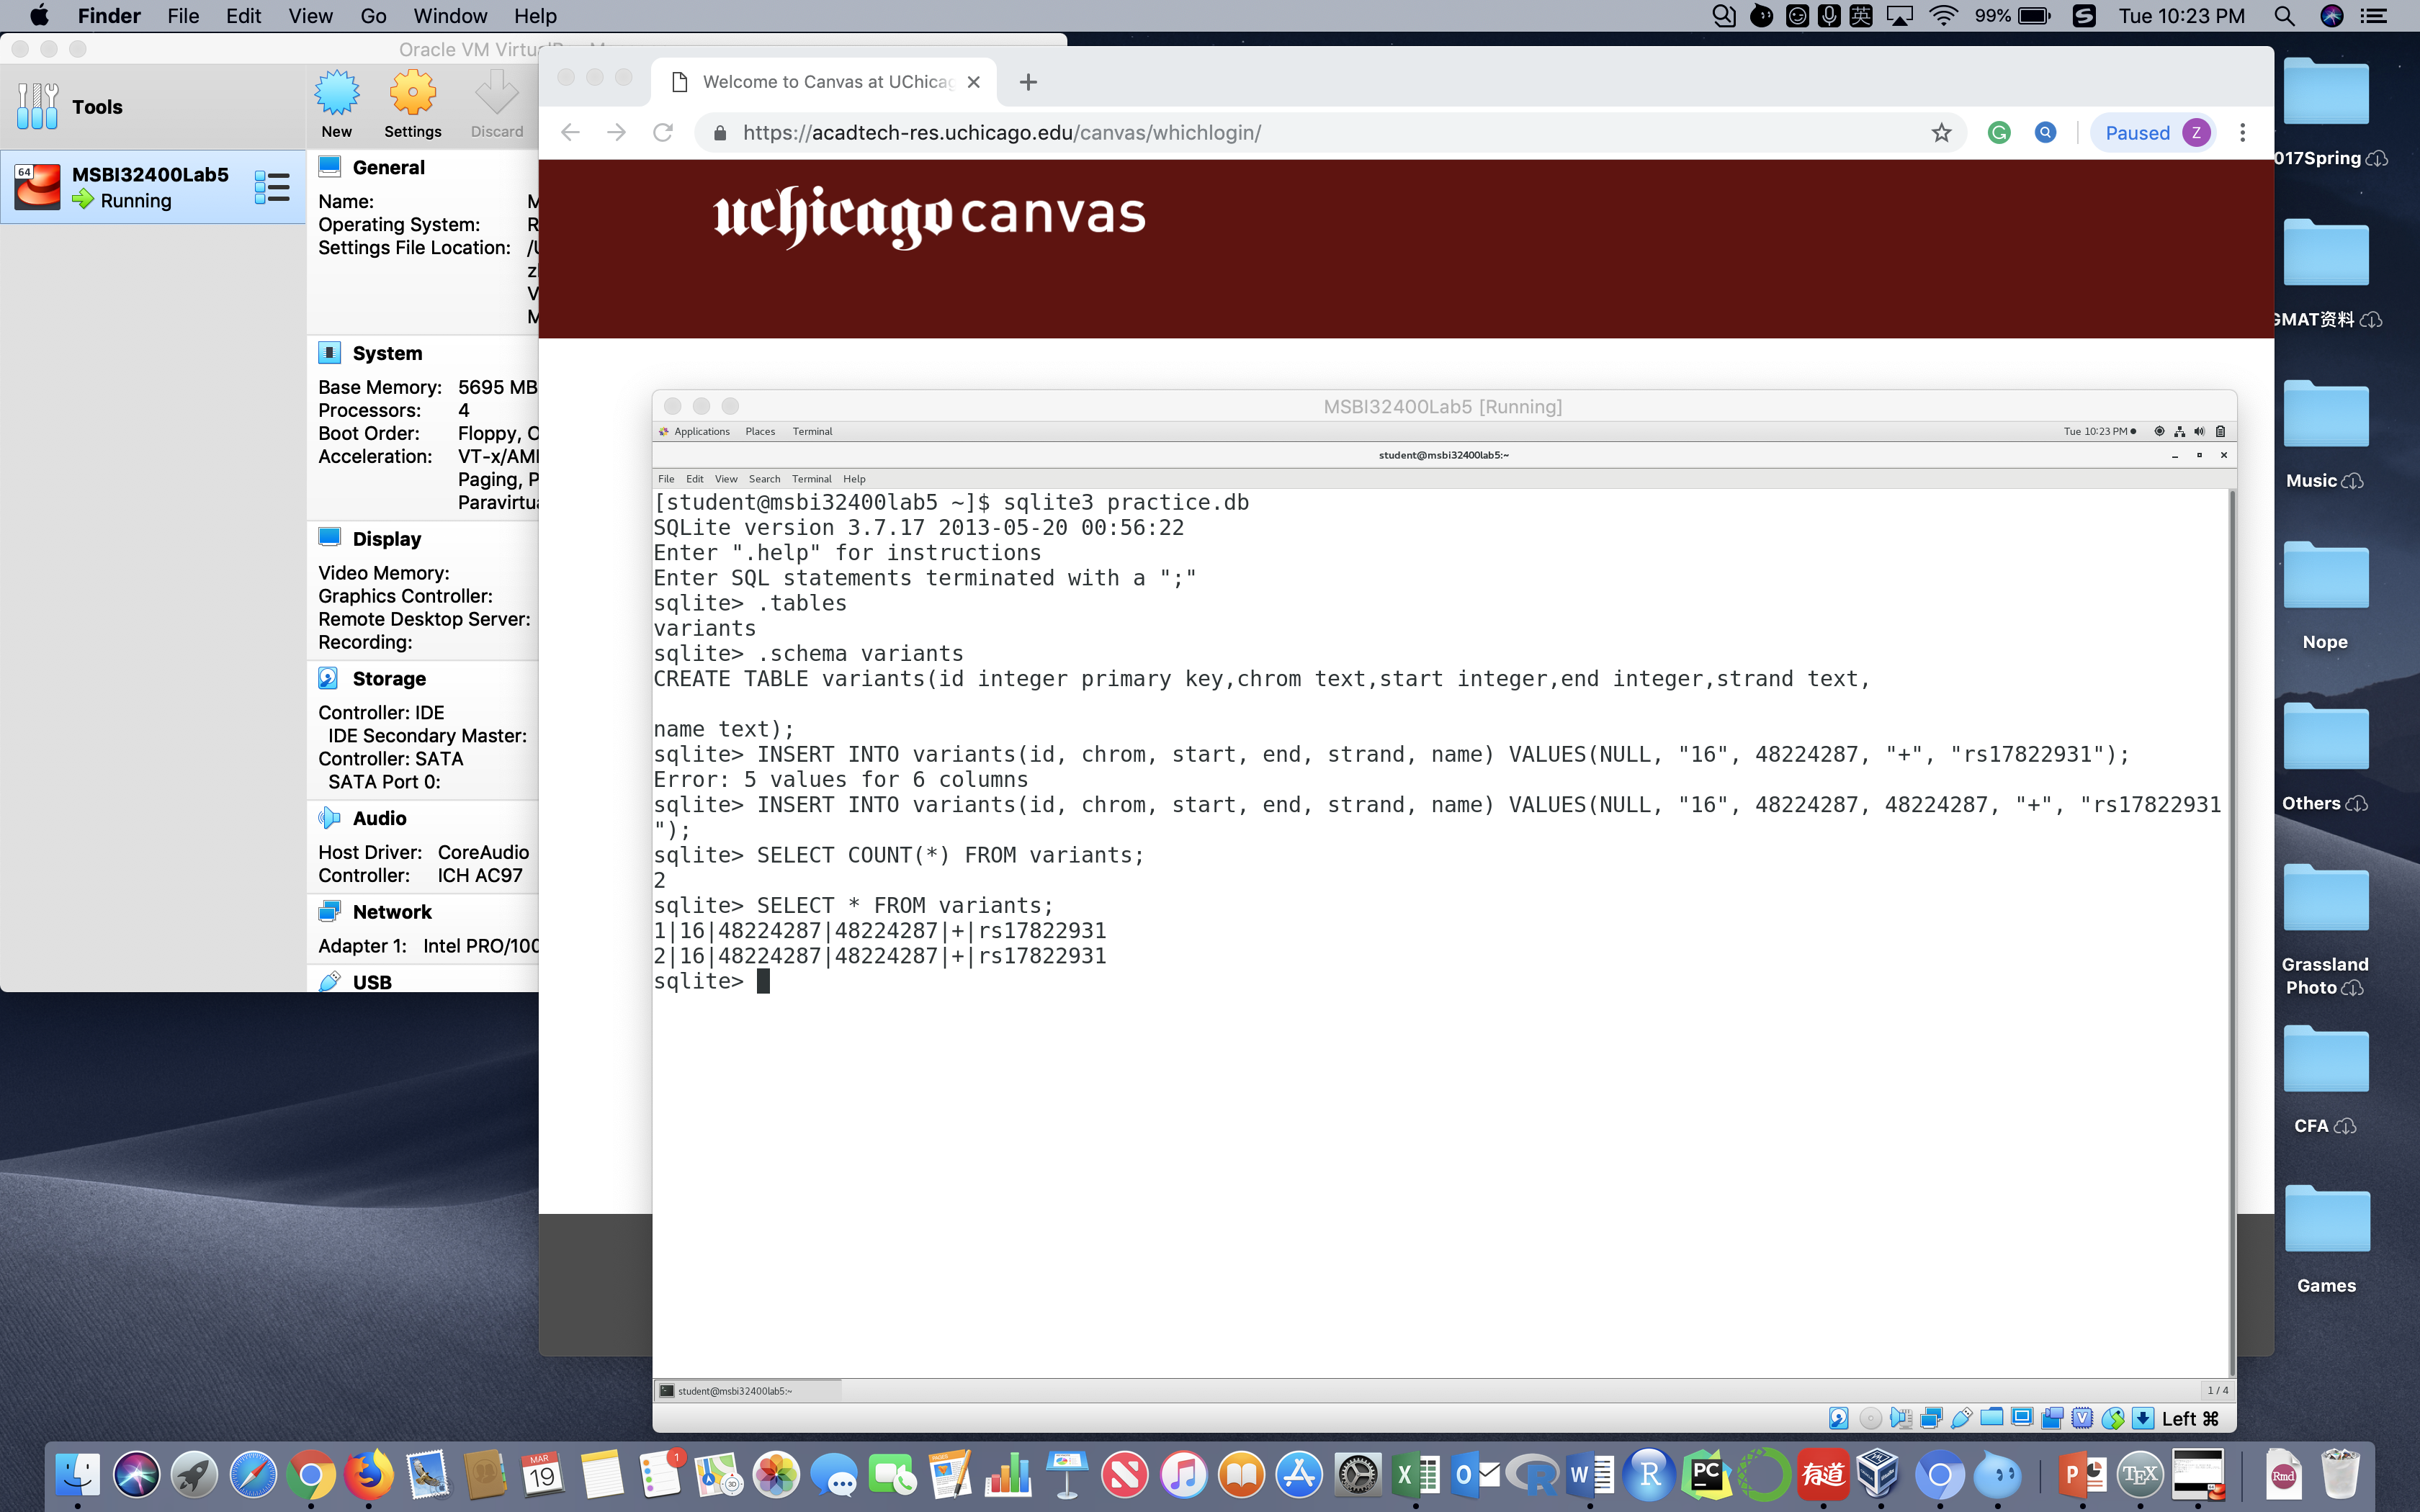 Finder File Edit View Go Window Help
99% Tue 10:23 PM
Oracle VM
Tools
New Settings Discard
64
MSBI32400Lab5
Running
General
Name:
Operating System:
Settings File Location:
System
Base Memory: 5695 MB
Processors: 4
Boot Order: Floppy,
Acceleration:
Paging,
Display
Video Memory:
Graphics Controller:
Remote Desktop Server:
Recording:
Storage
Controller: IDE
IDE Secondary Master:
Controller: SATA
SATA Port 0:
Audio
Host Driver: CoreAudio
Controller: ICH AC97
Network
Adapter 1: Intel
USB
Welcome to Canvas at
https://acadtech-res.uchicago.edu/canvas/whichlogin/
Paused Z
uchicago canvas
MSBI32400Lab5 [Running]
Applications Places Terminal
Tue 10:23 PM
student@msbi32400lab5:~
File Edit View Search Terminal Help
[student@msbi32400lab5 ~]$ sqlite3 practice.db
SQLite version 3.7.17 2013-05-20 00:56:22
Enter ".help" for instructions
Enter SQL statements terminated with a ";"
sqlite> .tables
variants
sqlite> .schema variants
CREATE TABLE variants(id integer primary key,chrom text,start integer,end integer,strand text,
name text);
sqlite> INSERT INTO variants(id, chrom, start, end, strand, name) VALUES(NULL, "16", 48224287, "+", "rs17822931");
Error: 5 values for 6 columns
sqlite> INSERT INTO variants(id, chrom, start, end, strand, name) VALUES(NULL, "16", 48224287, 48224287, "+", "rs17822931
");
sqlite> SELECT COUNT(*) FROM variants;
2
sqlite> SELECT * FROM variants;
1|16|48224287|48224287|+|rs17822931
2|16|48224287|48224287|+|rs17822931
sqlite>
student@msbi32400lab5:~
1 / 4
Left ⌘
017Spring
GMAT资料
Music
Nope
Others
Grassland
Photo
CFA
Games
MAR
19
1
有道
TEX
Rmd